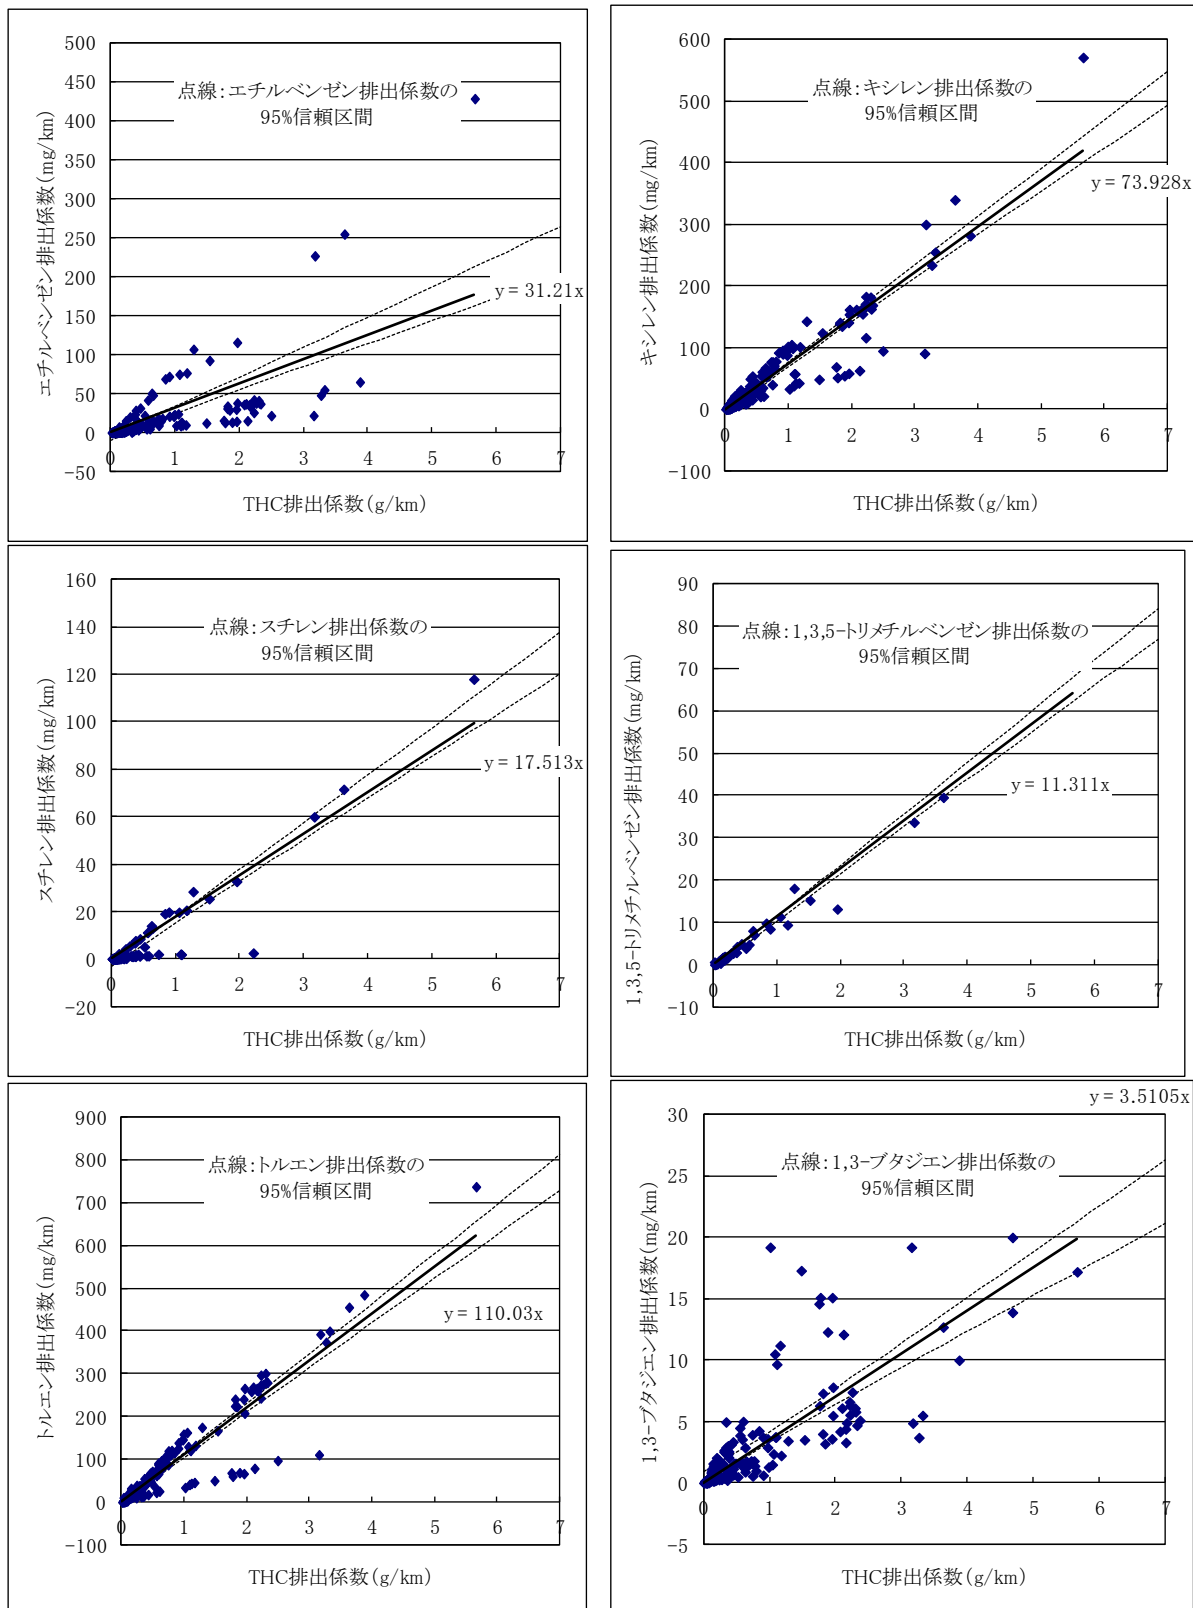 500
450
400
350
300
250
200
150
100
50
0
-50
点線:エチルベンゼン排出係数の
95%信頼区間
y = 31.21x
0 1 2 3 4 5 6 7
エチルベンゼン排出係数(mg/km)
THC排出係数(g/km)
600
500
400
300
200
100
0
-100
点線:キシレン排出係数の
95%信頼区間
y = 73.928x
0 1 2 3 4 5 6 7
キシレン排出係数(mg/km)
THC排出係数(g/km)
160
140
120
100
80
60
40
20
0
-20
点線:スチレン排出係数の
95%信頼区間
y = 17.513x
0 1 2 3 4 5 6 7
スチレン排出係数(mg/km)
THC排出係数(g/km)
90
80
70
60
50
40
30
20
10
0
-10
点線:1,3,5-トリメチルベンゼン排出係数の
95%信頼区間
y = 11.311x
0 1 2 3 4 5 6 7
1,3,5-トリメチルベンゼン排出係数(mg/km)
THC排出係数(g/km)
900
800
700
600
500
400
300
200
100
0
-100
点線:トルエン排出係数の
95%信頼区間
y = 110.03x
0 1 2 3 4 5 6 7
トルエン排出係数(mg/km)
THC排出係数(g/km)
y = 3.5105x
30
25
20
15
10
5
0
-5
点線:1,3-ブタジエン排出係数の
95%信頼区間
0 1 2 3 4 5 6 7
1,3-ブタジエン排出係数(mg/km)
THC排出係数(g/km)